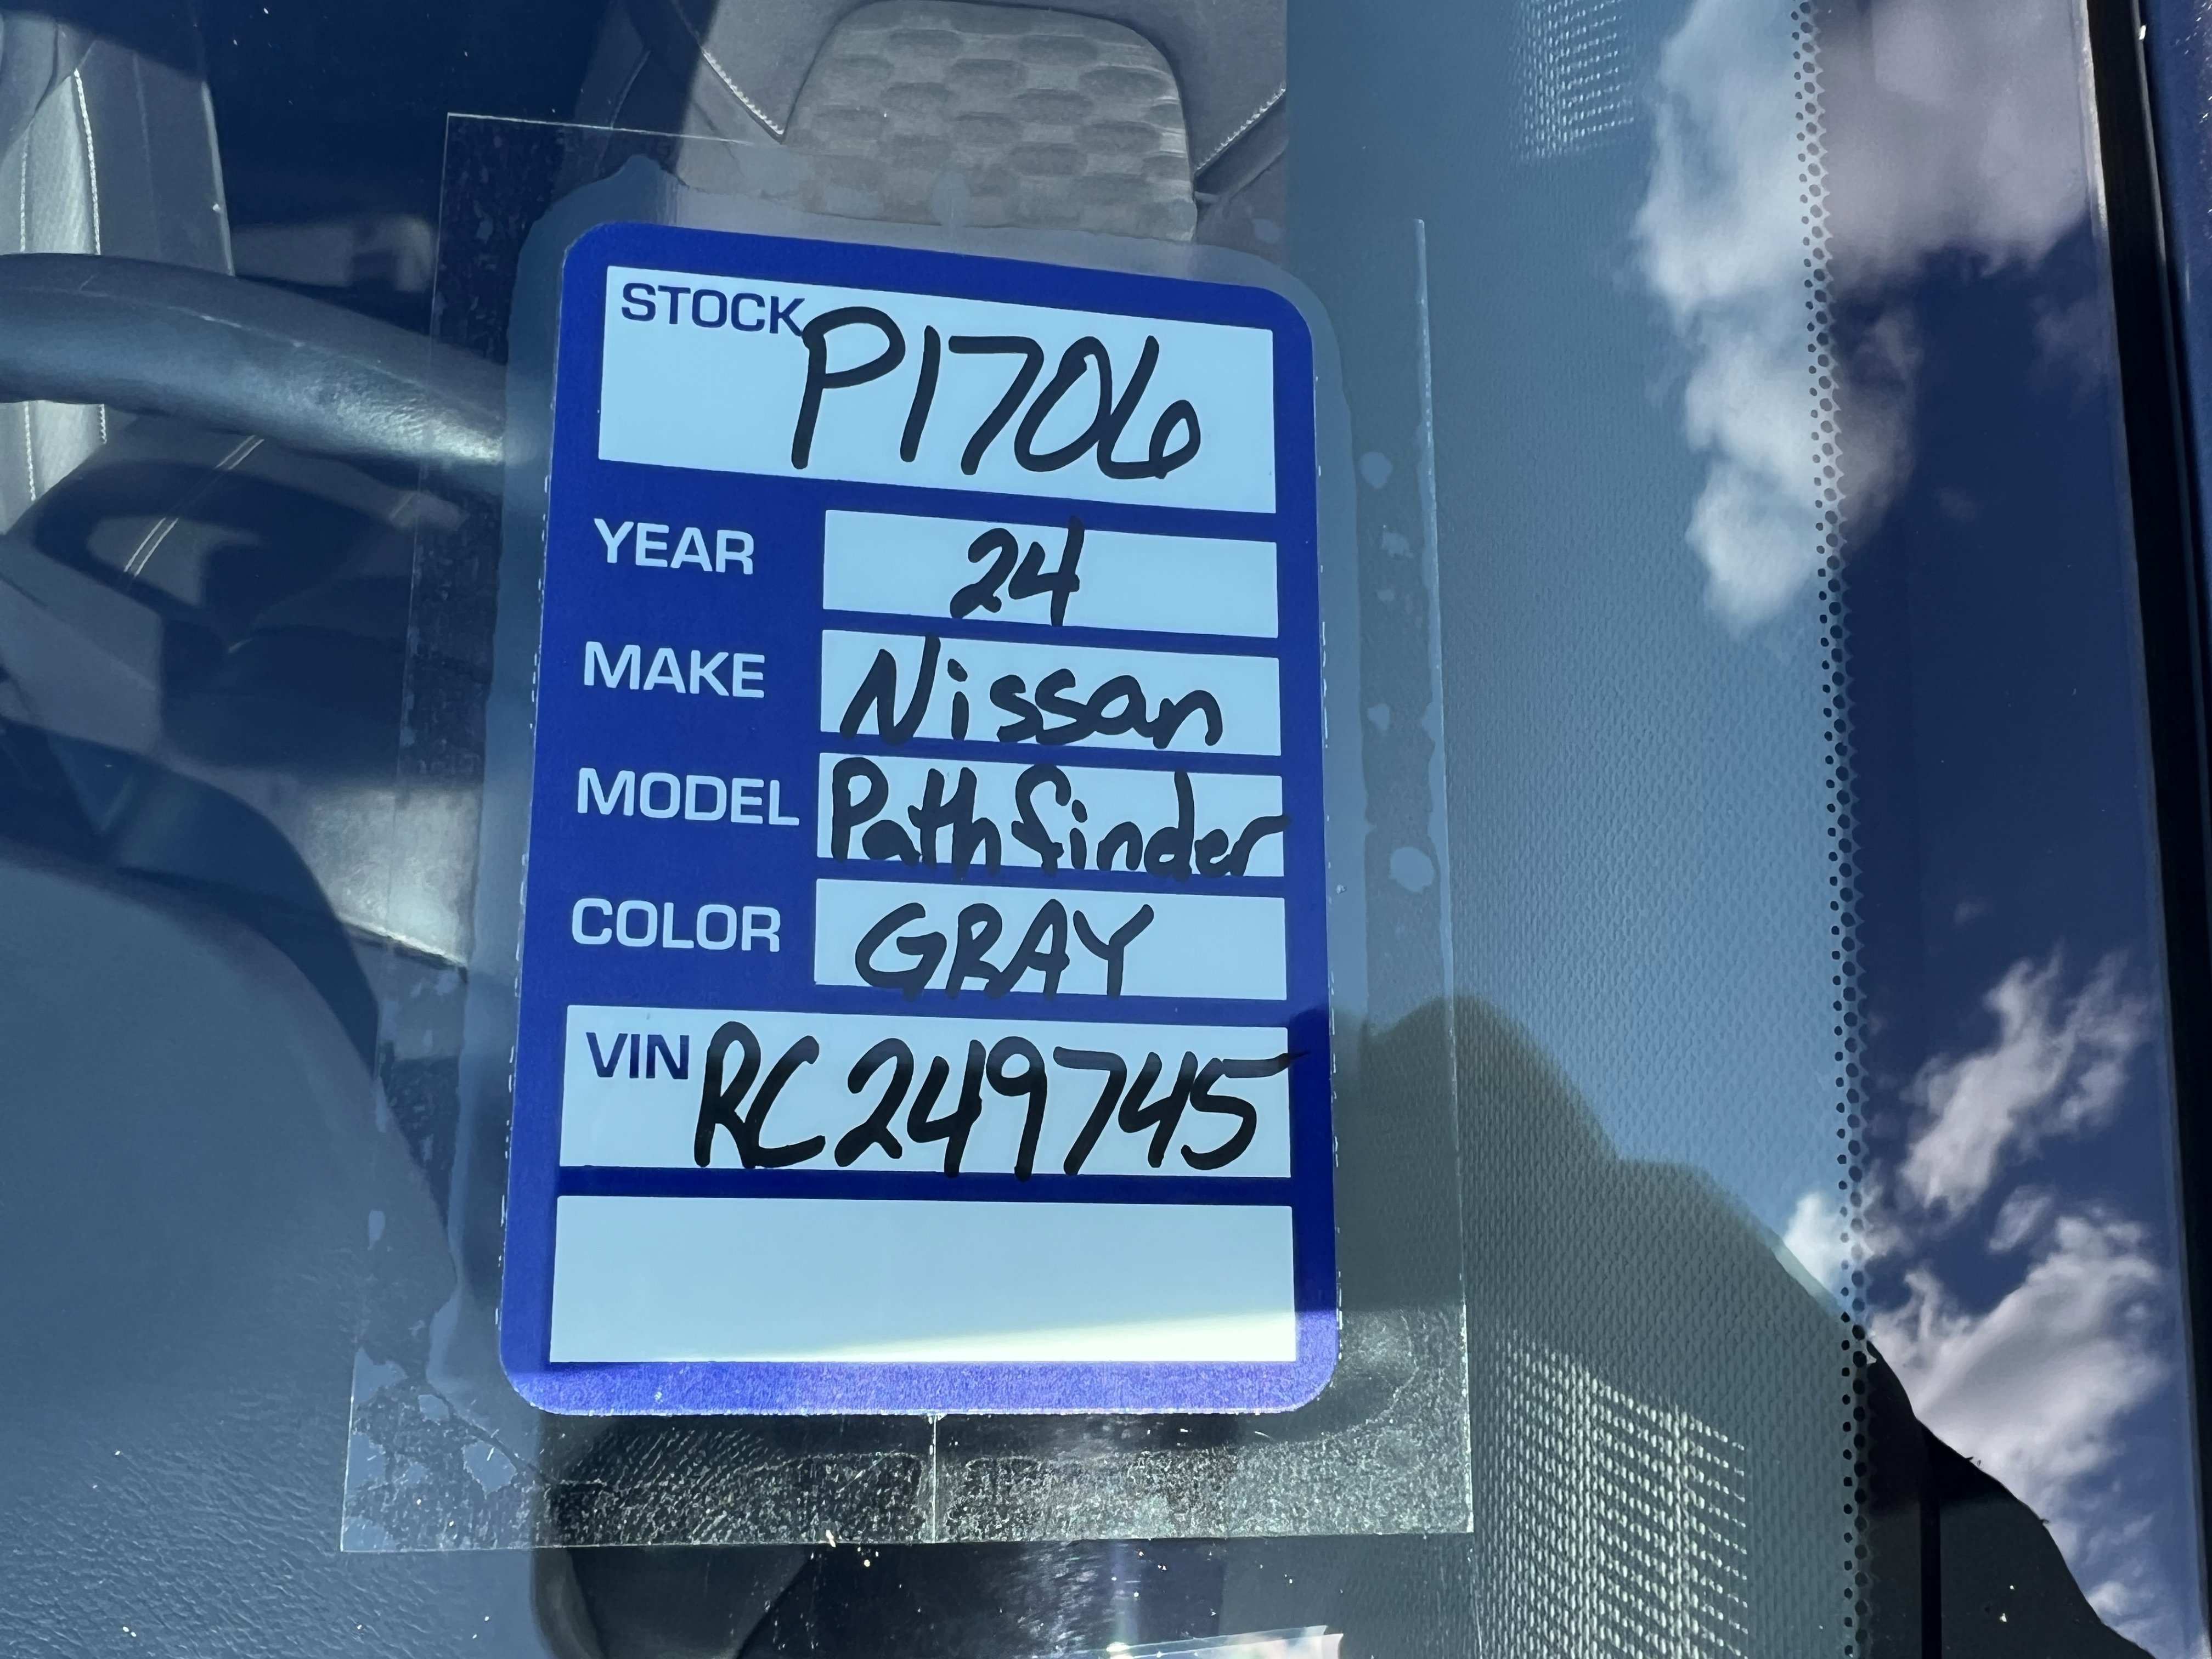 STOCK P1706
YEAR 24
MAKE Nissan
MODEL Pathfinder
COLOR GRAY
VIN RC249745